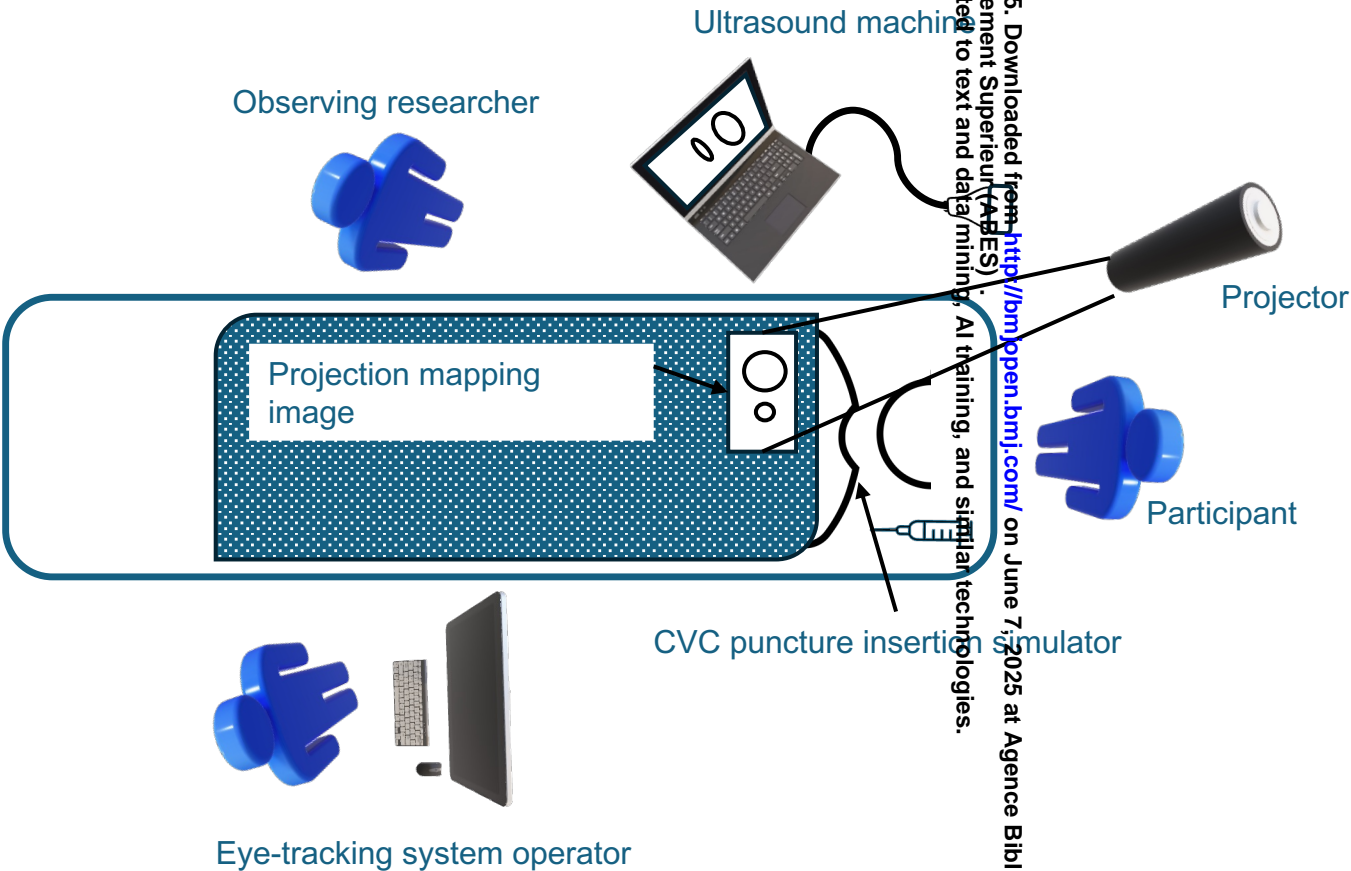 Ultrasound machine
Observing researcher
Projector
Projection mapping
image
Participant
CVC puncture insertion simulator
Eye-tracking system operator
5. Downloaded from http://bmjopen.bmj.com/ on June 7, 2025 at Agence Bibl
ement Superieur (ABES) .
ted to text and data mining, AI training, and similar technologies.